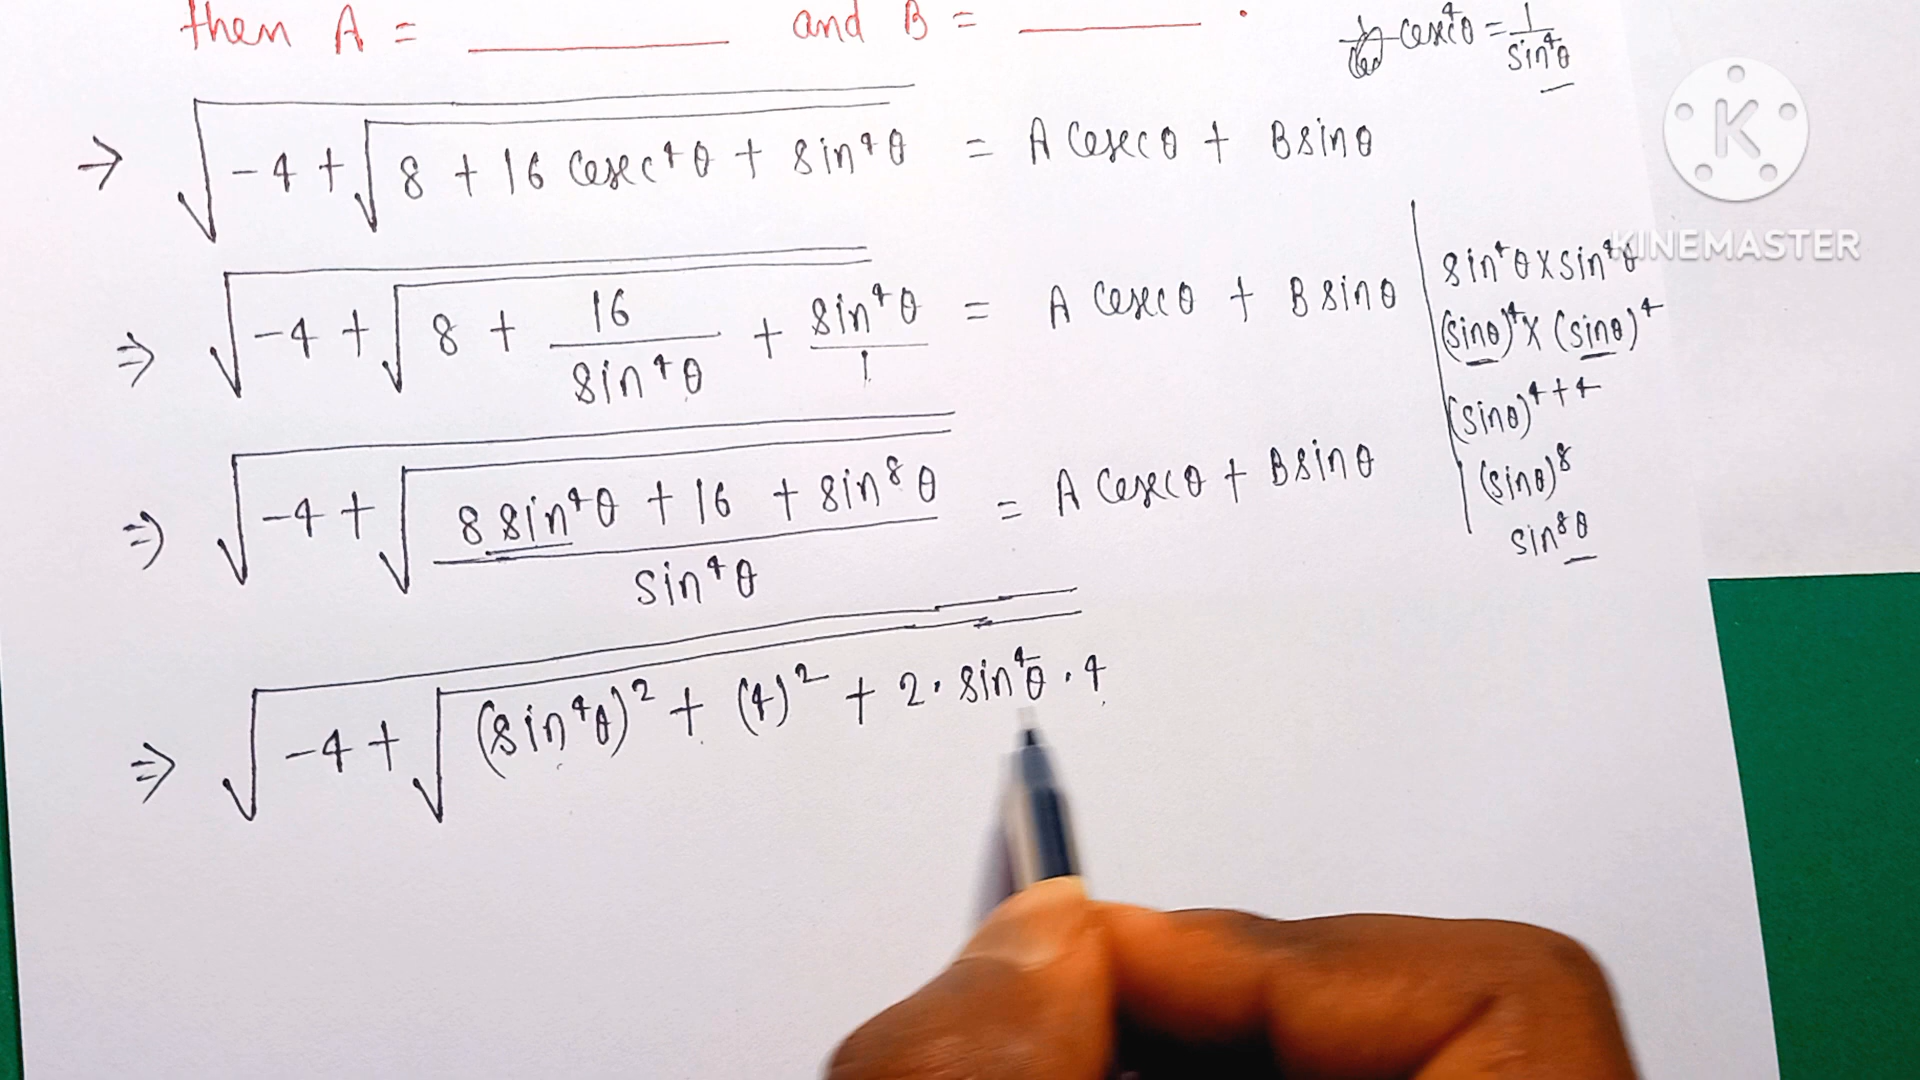 then A = ________ and B = ________ .
cosec⁴θ = 1/sin⁴θ
→ √(-4 + √(8 + 16 cosec⁴θ + sin⁴θ)) = A cosecθ + B sinθ
K
KINEMASTER
⇒ √(-4 + √(8 + 16/sin⁴θ + sin⁴θ/1)) = A cosecθ + B sinθ
sin⁴θ × sin⁴θ
(sinθ)⁴ × (sinθ)⁴
(sinθ)⁴⁺⁴
(sinθ)⁸
sin⁸θ
⇒ √(-4 + √((8 sin⁴θ + 16 + sin⁸θ)/sin⁴θ)) = A cosecθ + B sinθ
⇒ √(-4 + √((sin⁴θ)² + (4)² + 2 · sin⁴θ · 4